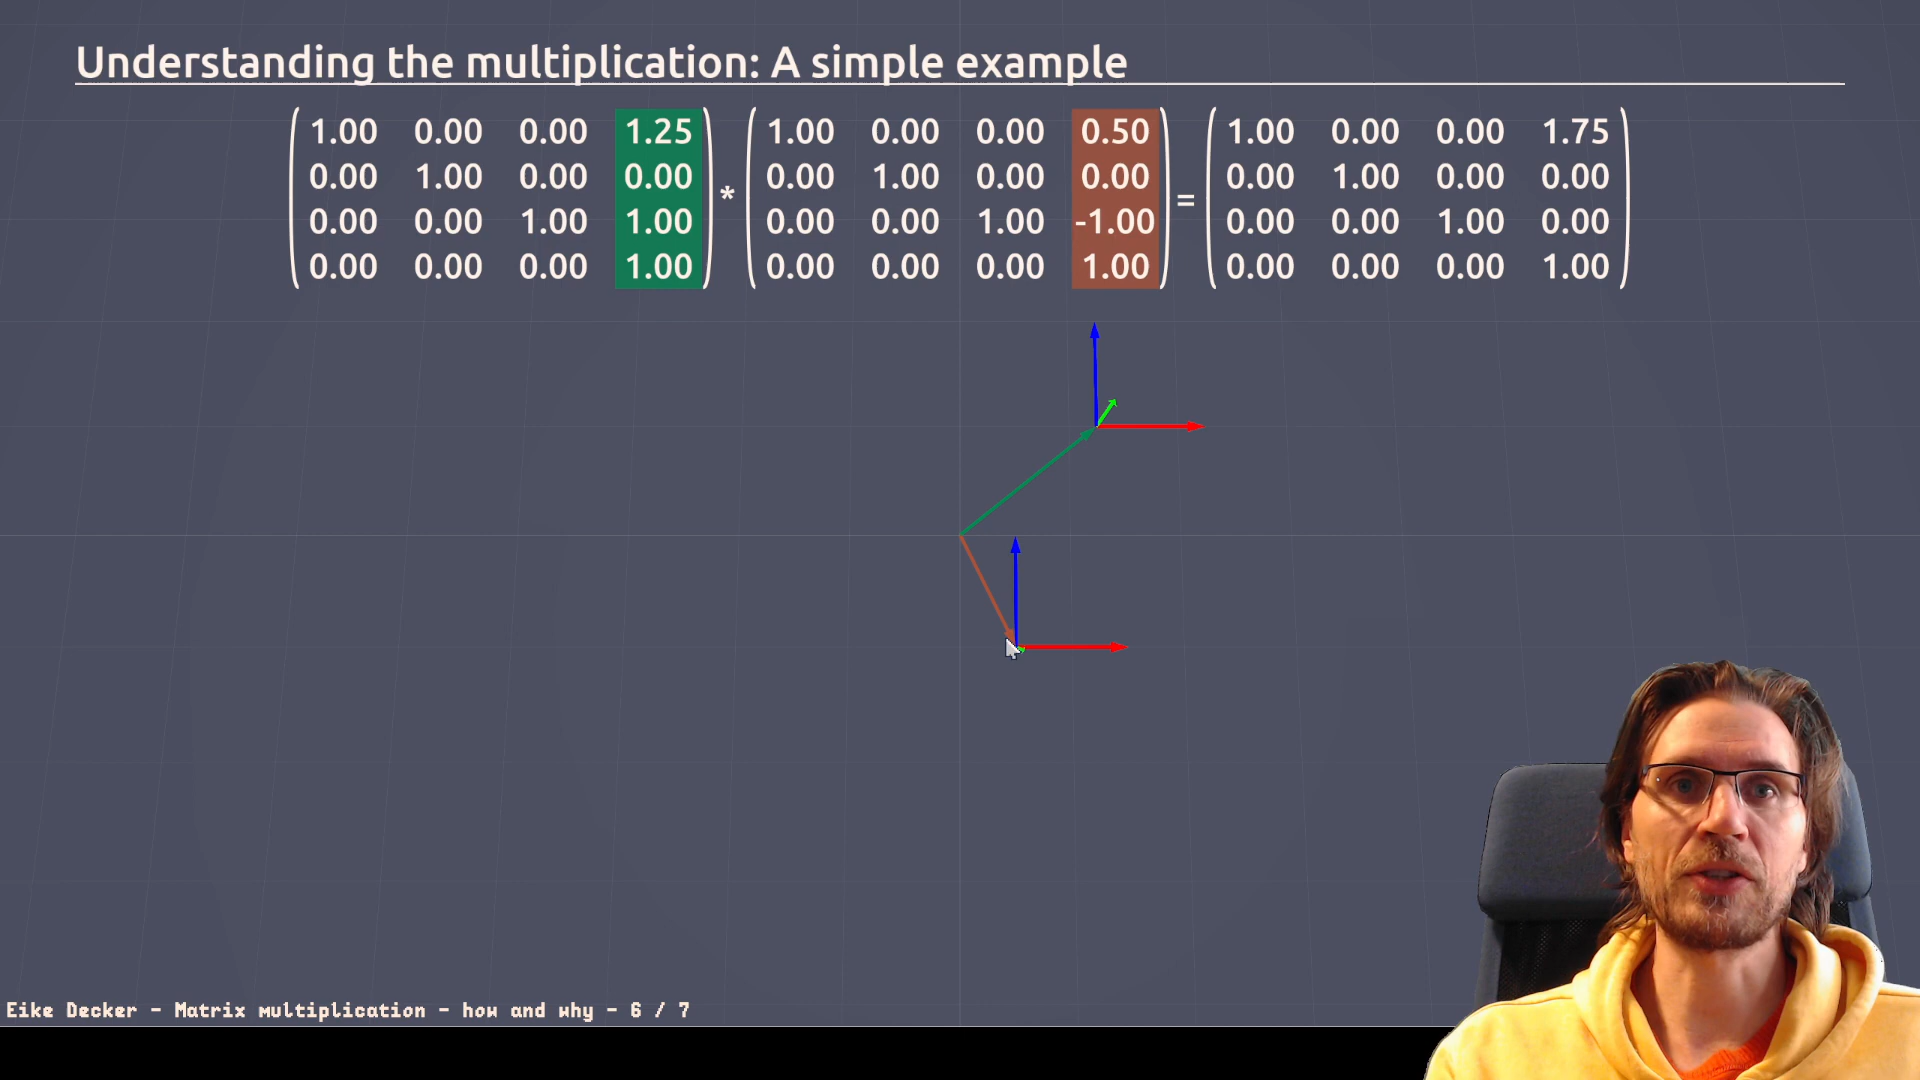 Understanding the multiplication: A simple example
1.00 0.00 0.00 1.25 1.00 0.00 0.00 0.50 1.00 0.00 0.00 1.75
0.00 1.00 0.00 0.00 * 0.00 1.00 0.00 0.00 = 0.00 1.00 0.00 0.00
0.00 0.00 1.00 1.00 0.00 0.00 1.00 -1.00 0.00 0.00 1.00 0.00
0.00 0.00 0.00 1.00 0.00 0.00 0.00 1.00 0.00 0.00 0.00 1.00
Eike Decker - Matrix multiplication - how and why - 6 / 7